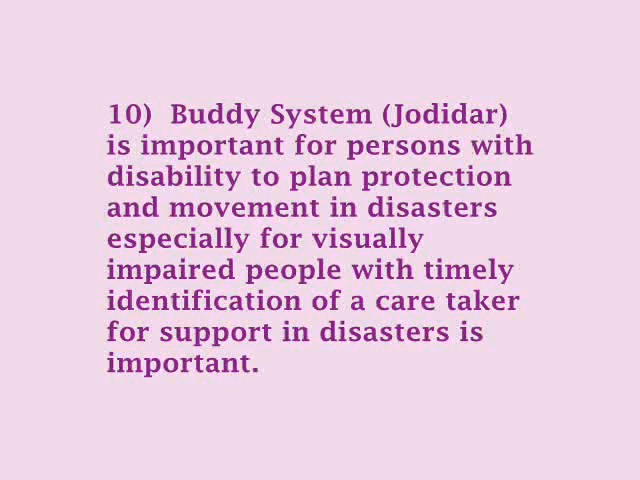 10)  Buddy System (Jodidar)
is important for persons with
disability to plan protection
and movement in disasters
especially for visually
impaired people with timely
identification of a care taker
for support in disasters is
important.